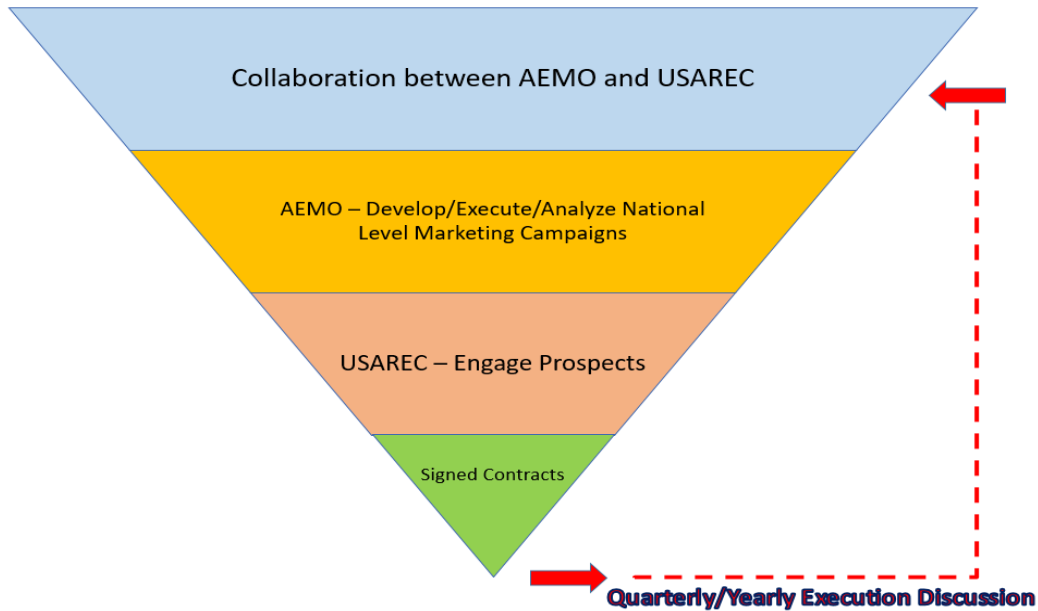 Collaboration between AEMO and USAREC
AEMO – Develop/Execute/Analyze National
Level Marketing Campaigns
USAREC – Engage Prospects
Signed Contracts
Quarterly/Yearly Execution Discussion